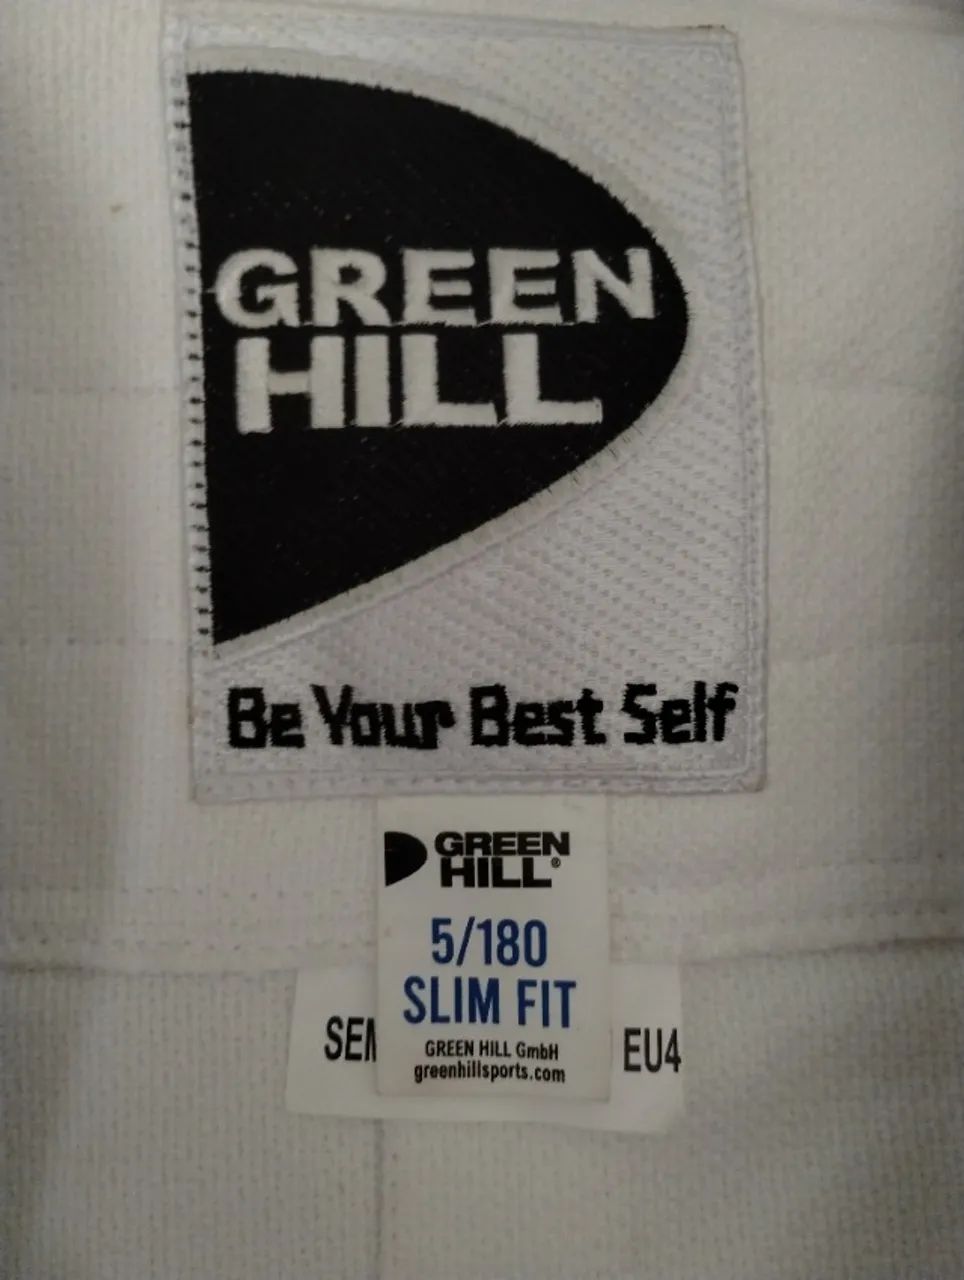 GREEN
HILL
Be Your Best Self
GREEN
HILL®
5/180
SLIM FIT
GREEN HILL GmbH
greenhillsports.com
EU4